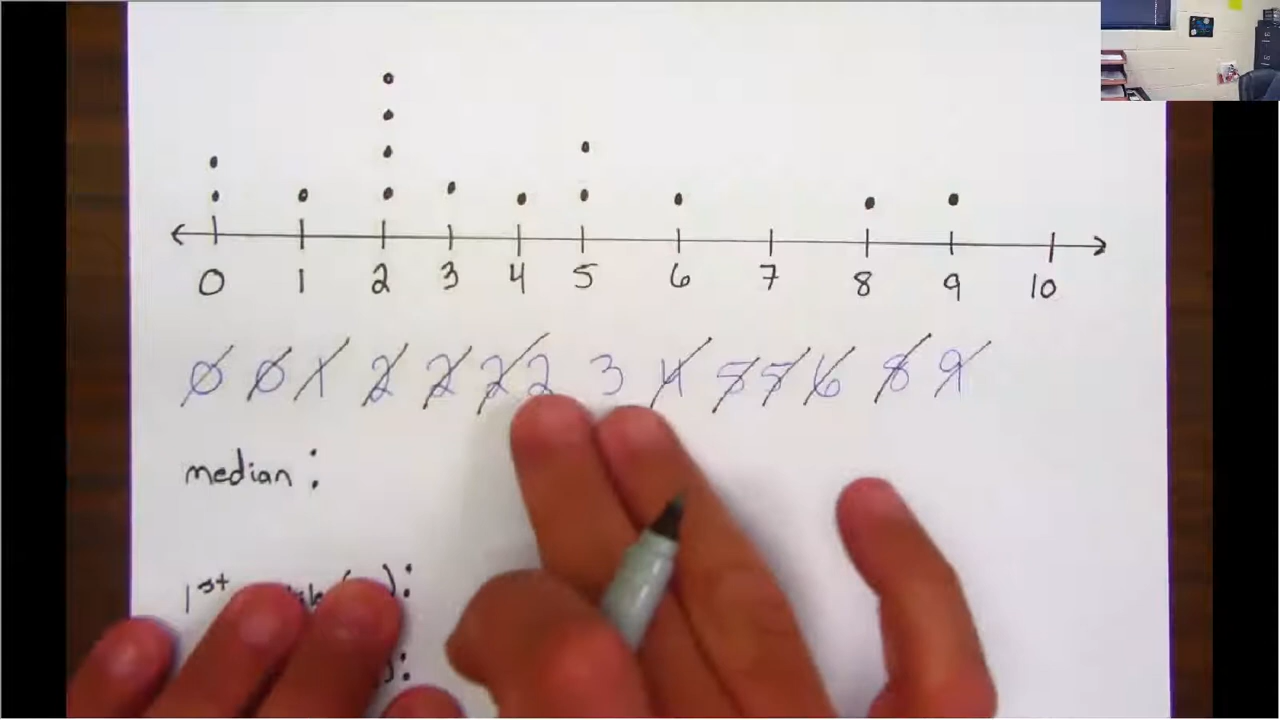 0 1 2 3 4 5 6 7 8 9 10
0 0 1 2 2 2 2 3 4 5 5 6 8 9
median :
1st ):
):